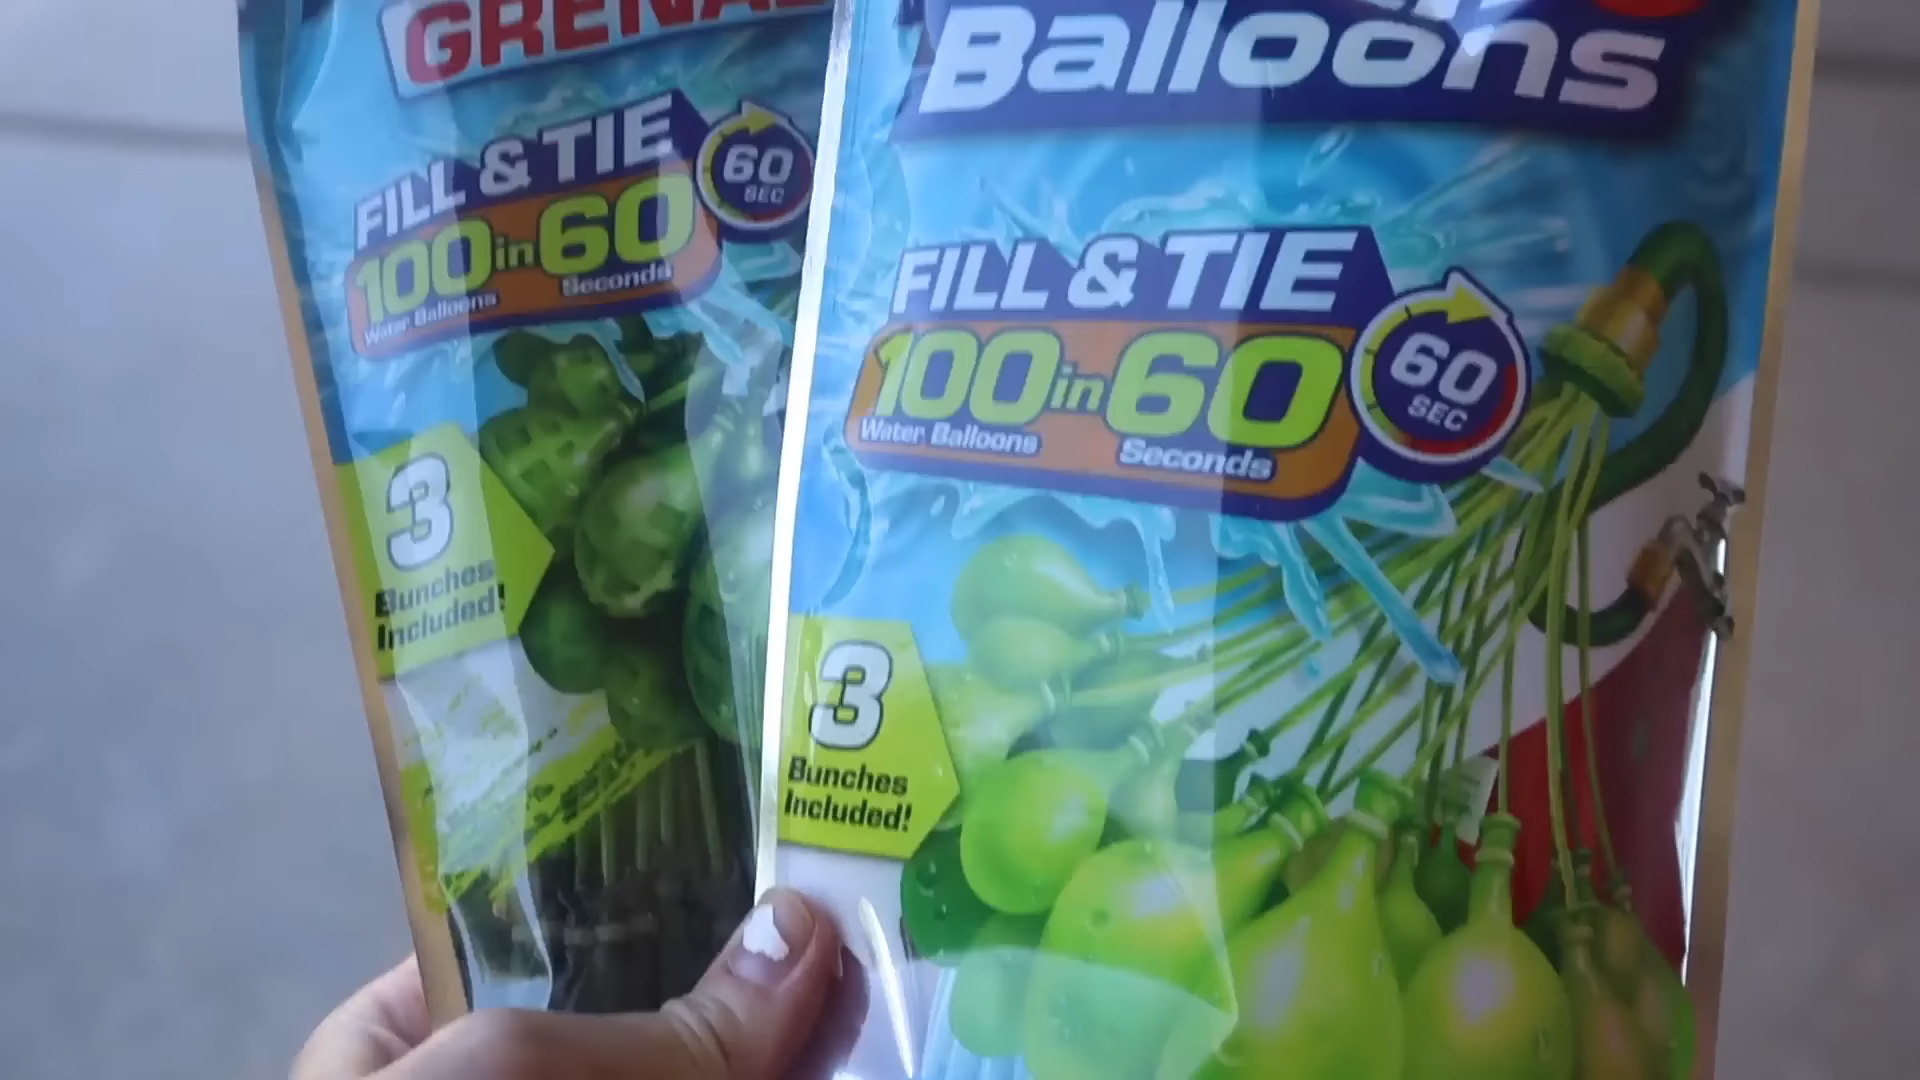 FILL & TIE
100 in 60
Water Balloons Seconds
60
SEC
3
Bunches
Included!
Balloons
FILL & TIE
100 in 60
Water Balloons Seconds
60
SEC
3
Bunches
Included!